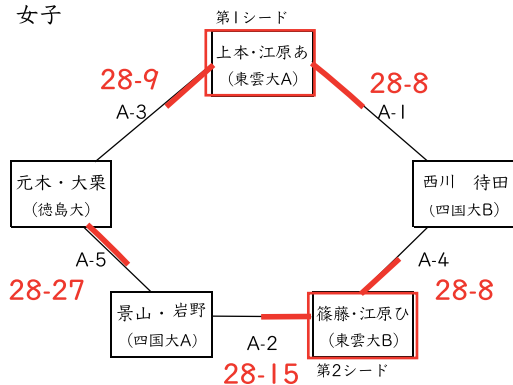 女子
第1シード
上本・江原あ
(東雲大A)
28-9
28-8
A-3
A-1
元木・大栗
(徳島大)
西川 待田
(四国大B)
A-5
A-4
28-27
28-8
景山・岩野
(四国大A)
篠藤・江原ひ
(東雲大B)
A-2
28-15
第2シード